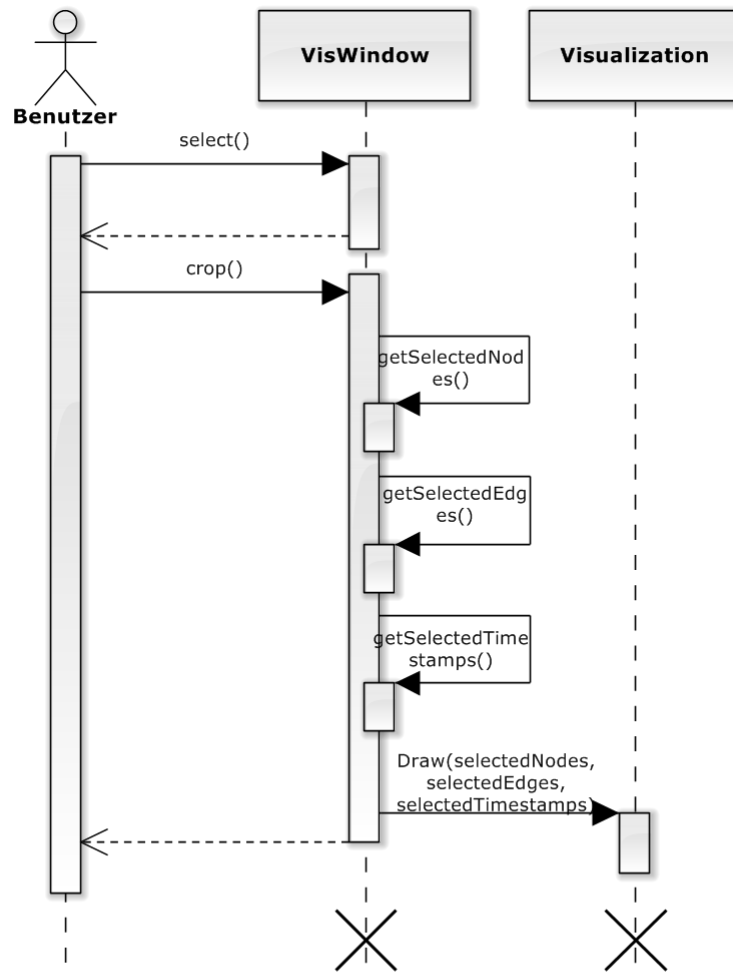 VisWindow
Visualization
Benutzer
select()
crop()
getSelectedNod
es()
getSelectedEdg
es()
getSelectedTime
stamps()
Draw(selectedNodes,
selectedEdges,
selectedTimestamps)